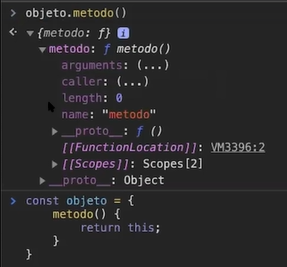 > objeto.metodo()
<· ▼{metodo: ƒ} i
▼metodo: ƒ metodo()
arguments: (...)
caller: (...)
length: 0
name: "metodo"
▶__proto__: ƒ ()
[[FunctionLocation]]: VM3396:2
▶[[Scopes]]: Scopes[2]
▶__proto__: Object
> const objeto = {
metodo() {
return this;
}
}